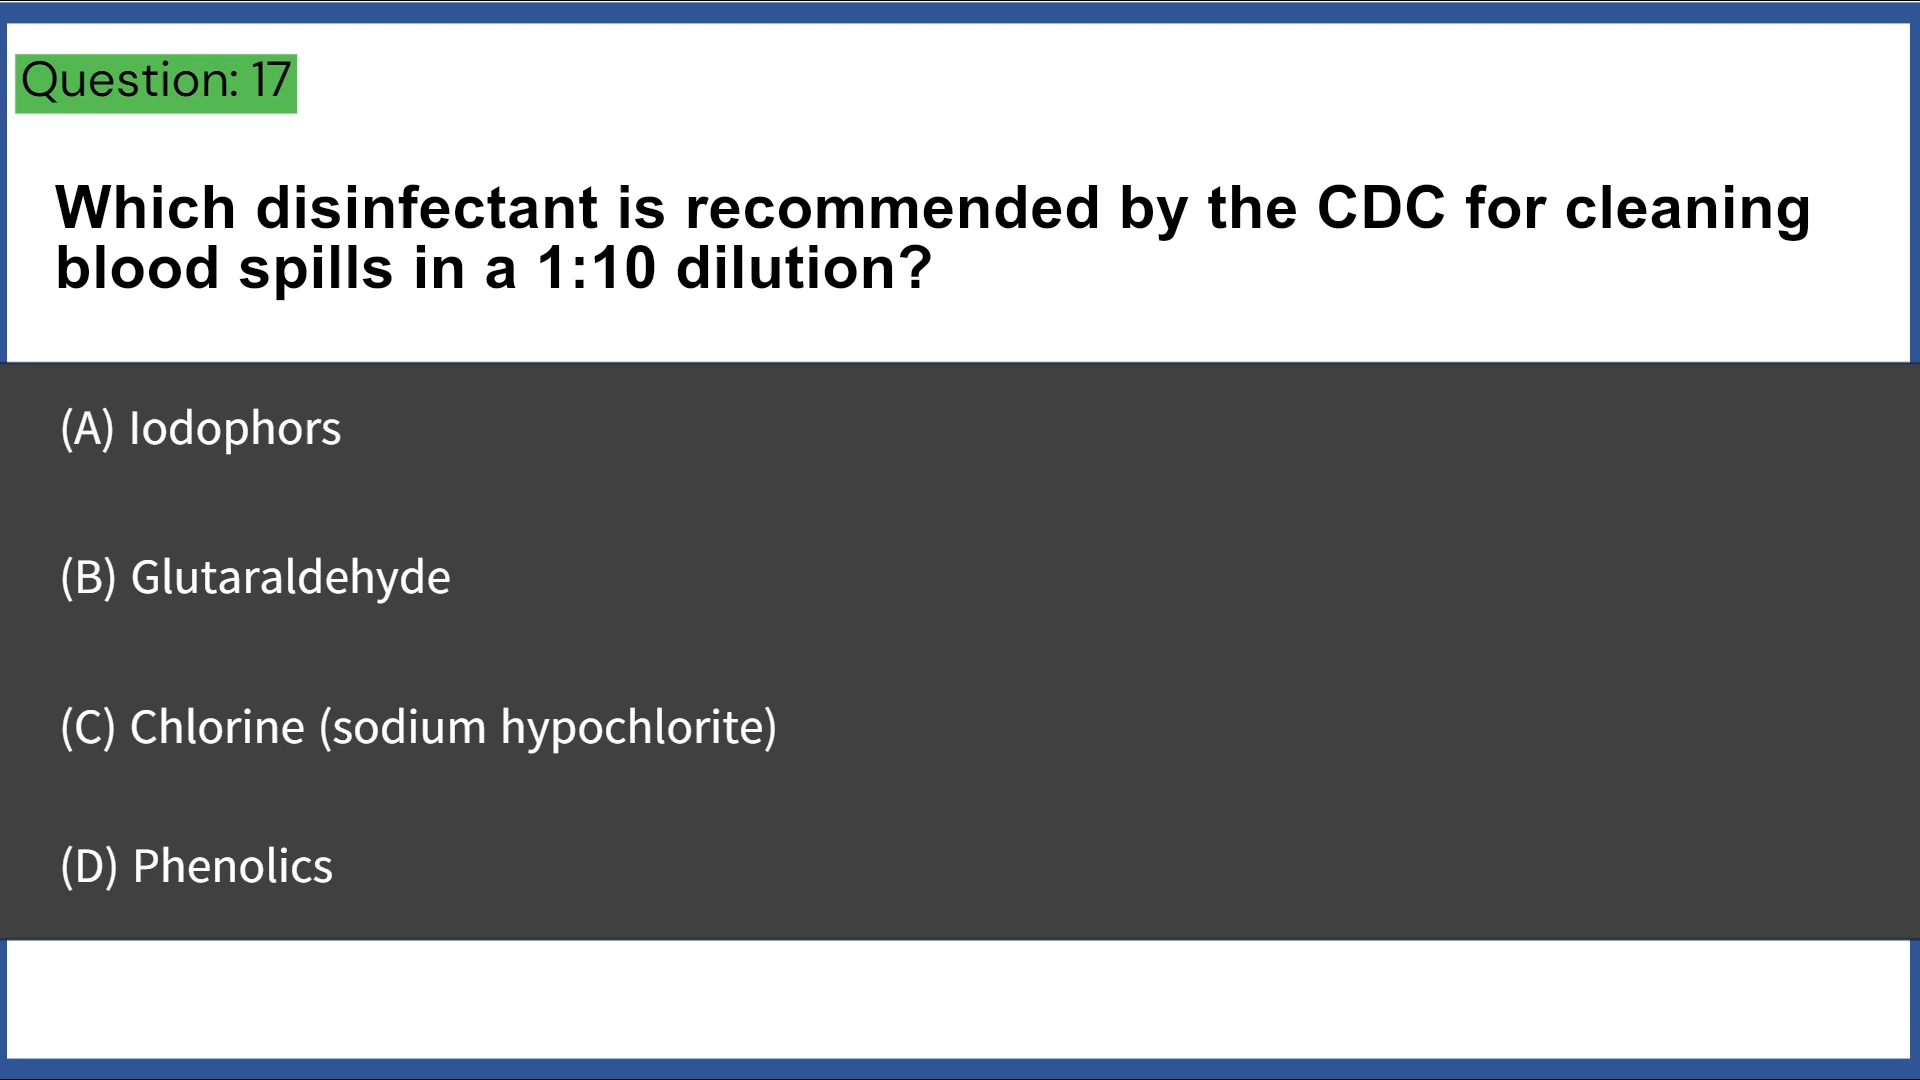 Question: 17
Which disinfectant is recommended by the CDC for cleaning
blood spills in a 1:10 dilution?
(A) Iodophors
(B) Glutaraldehyde
(C) Chlorine (sodium hypochlorite)
(D) Phenolics